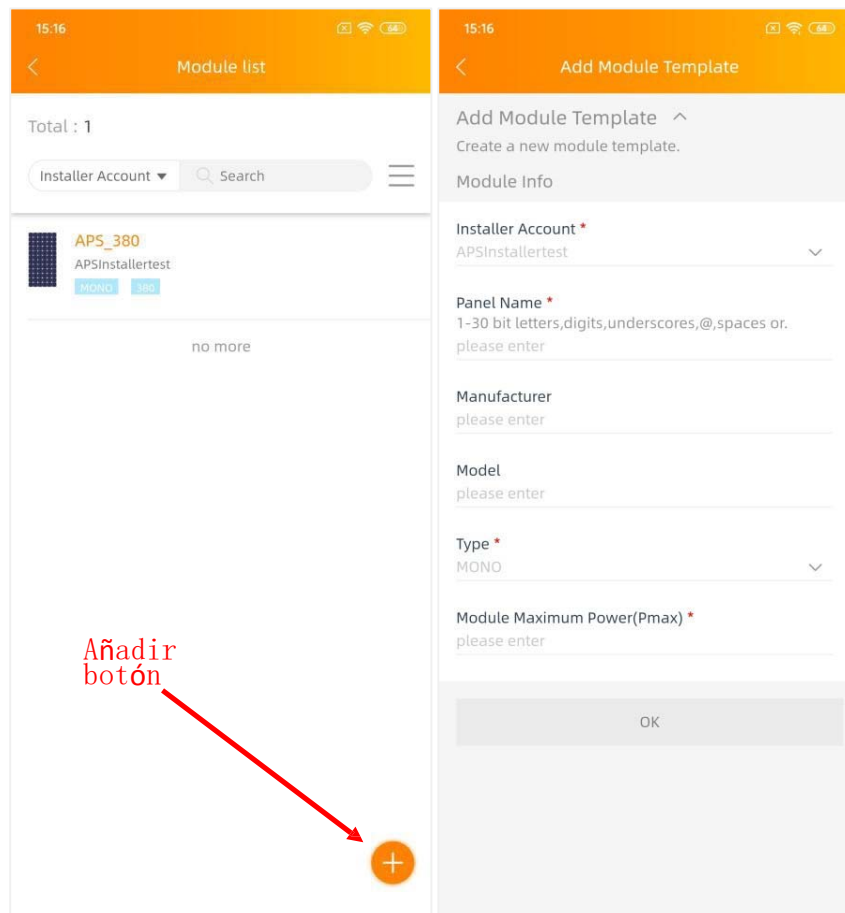 15:16
64
Module list
Total : 1
Installer Account
Search
APS_380
APSInstallertest
MONO 380
no more
Añadir
botón
15:16
64
Add Module Template
Add Module Template
Create a new module template.
Module Info
Installer Account *
APSInstallertest
Panel Name *
1-30 bit letters,digits,underscores,@,spaces or.
please enter
Manufacturer
please enter
Model
please enter
Type *
MONO
Module Maximum Power(Pmax) *
please enter
OK